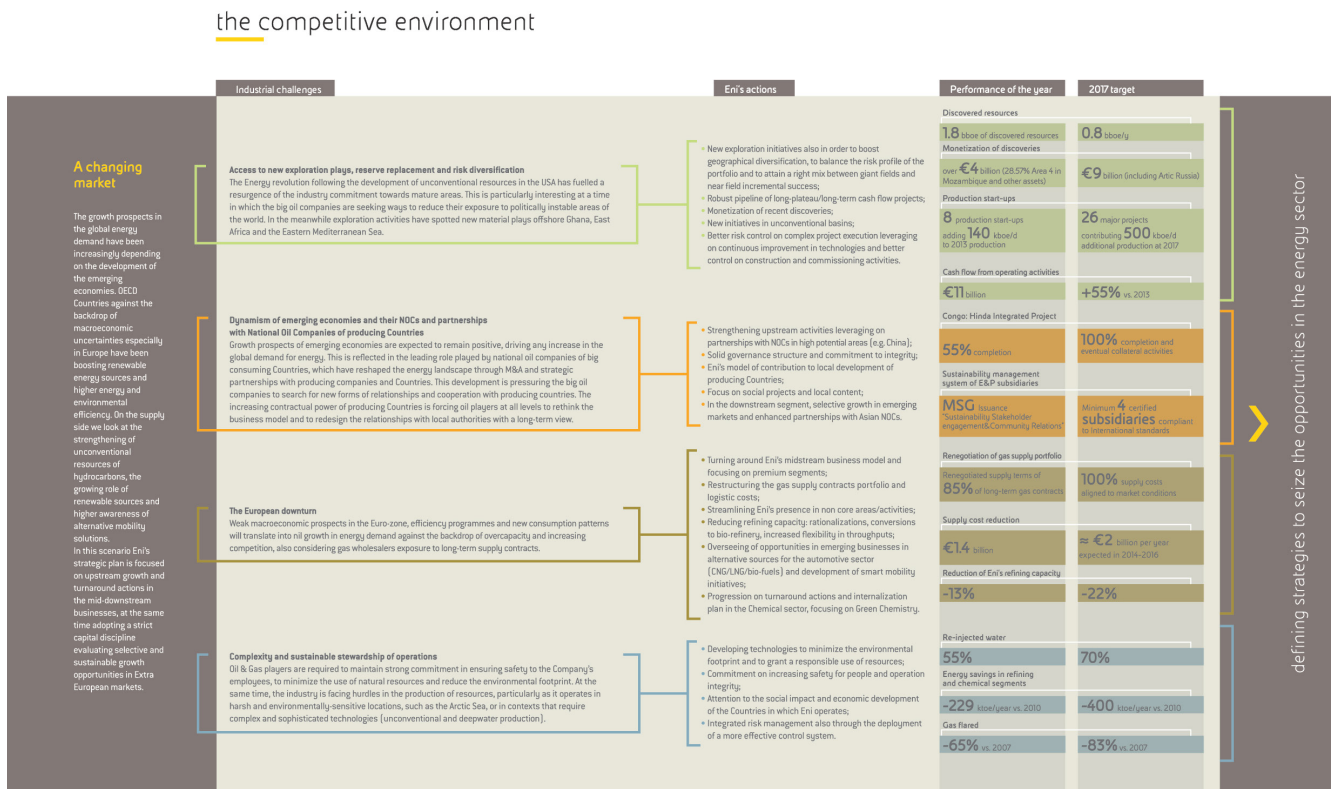 the competitive environment
Industrial challenges
Eni's actions
Performance of the year
2017 target
A changing
market
The growth prospects in
the global energy
demand have been
increasingly depending
on the development of
the emerging
economies. OECD
Countries against the
backdrop of
macroeconomic
uncertainties especially
in Europe have been
boosting renewable
energy sources and
higher energy and
environmental
efficiency. On the supply
side we look at the
strengthening of
unconventional
resources of
hydrocarbons, the
growing role of
renewable sources and
higher awareness of
alternative mobility
solutions.
In this scenario Eni's
strategic plan is focused
on upstream growth and
turnaround actions in
the mid-downstream
businesses, at the same
time adopting a strict
capital discipline
evaluating selective and
sustainable growth
opportunities in Extra
European markets.
Access to new exploration plays, reserve replacement and risk diversification
The Energy revolution following the development of unconventional resources in the USA has fuelled a
resurgence of the industry commitment towards mature areas. This is particularly interesting at a time
in which the big oil companies are seeking ways to reduce their exposure to politically instable areas of
the world. In the meanwhile exploration activities have spotted new material plays offshore Ghana, East
Africa and the Eastern Mediterranean Sea.
• New exploration initiatives also in order to boost
geographical diversification, to balance the risk profile of the
portfolio and to attain a right mix between giant fields and
near field incremental success;
• Robust pipeline of long-plateau/long-term cash flow projects;
• Monetization of recent discoveries;
• New initiatives in unconventional basins;
• Better risk control on complex project execution leveraging
on continuous improvement in technologies and better
control on construction and commissioning activities.
Discovered resources
1.8 bboe of discovered resources
0.8 bboe/y
Monetization of discoveries
over €4 billion (28.57% Area 4 in
Mozambique and other assets)
€9 billion (including Artic Russia)
Production start-ups
8 production start-ups
adding 140 kboe/d
to 2013 production
26 major projects
contributing 500 kboe/d
additional production at 2017
Cash flow from operating activities
€11 billion
+55% vs. 2013
Dynamism of emerging economies and their NOCs and partnerships
with National Oil Companies of producing Countries
Growth prospects of emerging economies are expected to remain positive, driving any increase in the
global demand for energy. This is reflected in the leading role played by national oil companies of big
consuming Countries, which have reshaped the energy landscape through M&A and strategic
partnerships with producing companies and Countries. This development is pressuring the big oil
companies to search for new forms of relationships and cooperation with producing countries. The
increasing contractual power of producing Countries is forcing oil players at all levels to rethink the
business model and to redesign the relationships with local authorities with a long-term view.
• Strengthening upstream activities leveraging on
partnerships with NOCs in high potential areas (e.g. China);
• Solid governance structure and commitment to integrity;
• Eni's model of contribution to local development of
producing Countries;
• Focus on social projects and local content;
• In the downstream segment, selective growth in emerging
markets and enhanced partnerships with Asian NOCs.
Congo: Hinda Integrated Project
55% completion
100% completion and
eventual collateral activities
Sustainability management
system of E&P subsidiaries
MSG Issuance
"Sustainability Stakeholder
engagement&Community Relations"
Minimum 4 certified
subsidiaries compliant
to International standards
The European downturn
Weak macroeconomic prospects in the Euro-zone, efficiency programmes and new consumption patterns
will translate into nil growth in energy demand against the backdrop of overcapacity and increasing
competition, also considering gas wholesalers exposure to long-term supply contracts.
• Turning around Eni's midstream business model and
focusing on premium segments;
• Restructuring the gas supply contracts portfolio and
logistic costs;
• Streamlining Eni's presence in non core areas/activities;
• Reducing refining capacity: rationalizations, conversions
to bio-refinery, increased flexibility in throughputs;
• Overseeing of opportunities in emerging businesses in
alternative sources for the automotive sector
(CNG/LNG/bio-fuels) and development of smart mobility
initiatives;
• Progression on turnaround actions and internalization
plan in the Chemical sector, focusing on Green Chemistry.
Renegotiation of gas supply portfolio
Renegotiated supply terms of
85% of long-term gas contracts
100% supply costs
aligned to market conditions
Supply cost reduction
€1.4 billion
≈ €2 billion per year
expected in 2014-2016
Reduction of Eni's refining capacity
-13%
-22%
Complexity and sustainable stewardship of operations
Oil & Gas players are required to maintain strong commitment in ensuring safety to the Company's
employees, to minimize the use of natural resources and reduce the environmental footprint. At the
same time, the industry is facing hurdles in the production of resources, particularly as it operates in
harsh and environmentally-sensitive locations, such as the Arctic Sea, or in contexts that require
complex and sophisticated technologies (unconventional and deepwater production).
• Developing technologies to minimize the environmental
footprint and to grant a responsible use of resources;
• Commitment on increasing safety for people and operation
integrity;
• Attention to the social impact and economic development
of the Countries in which Eni operates;
• Integrated risk management also through the deployment
of a more effective control system.
Re-injected water
55%
70%
Energy savings in refining
and chemical segments
-229 ktoe/year vs. 2010
-400 ktoe/year vs. 2010
Gas flared
-65% vs. 2007
-83% vs. 2007
defining strategies to seize the opportunities in the energy sector